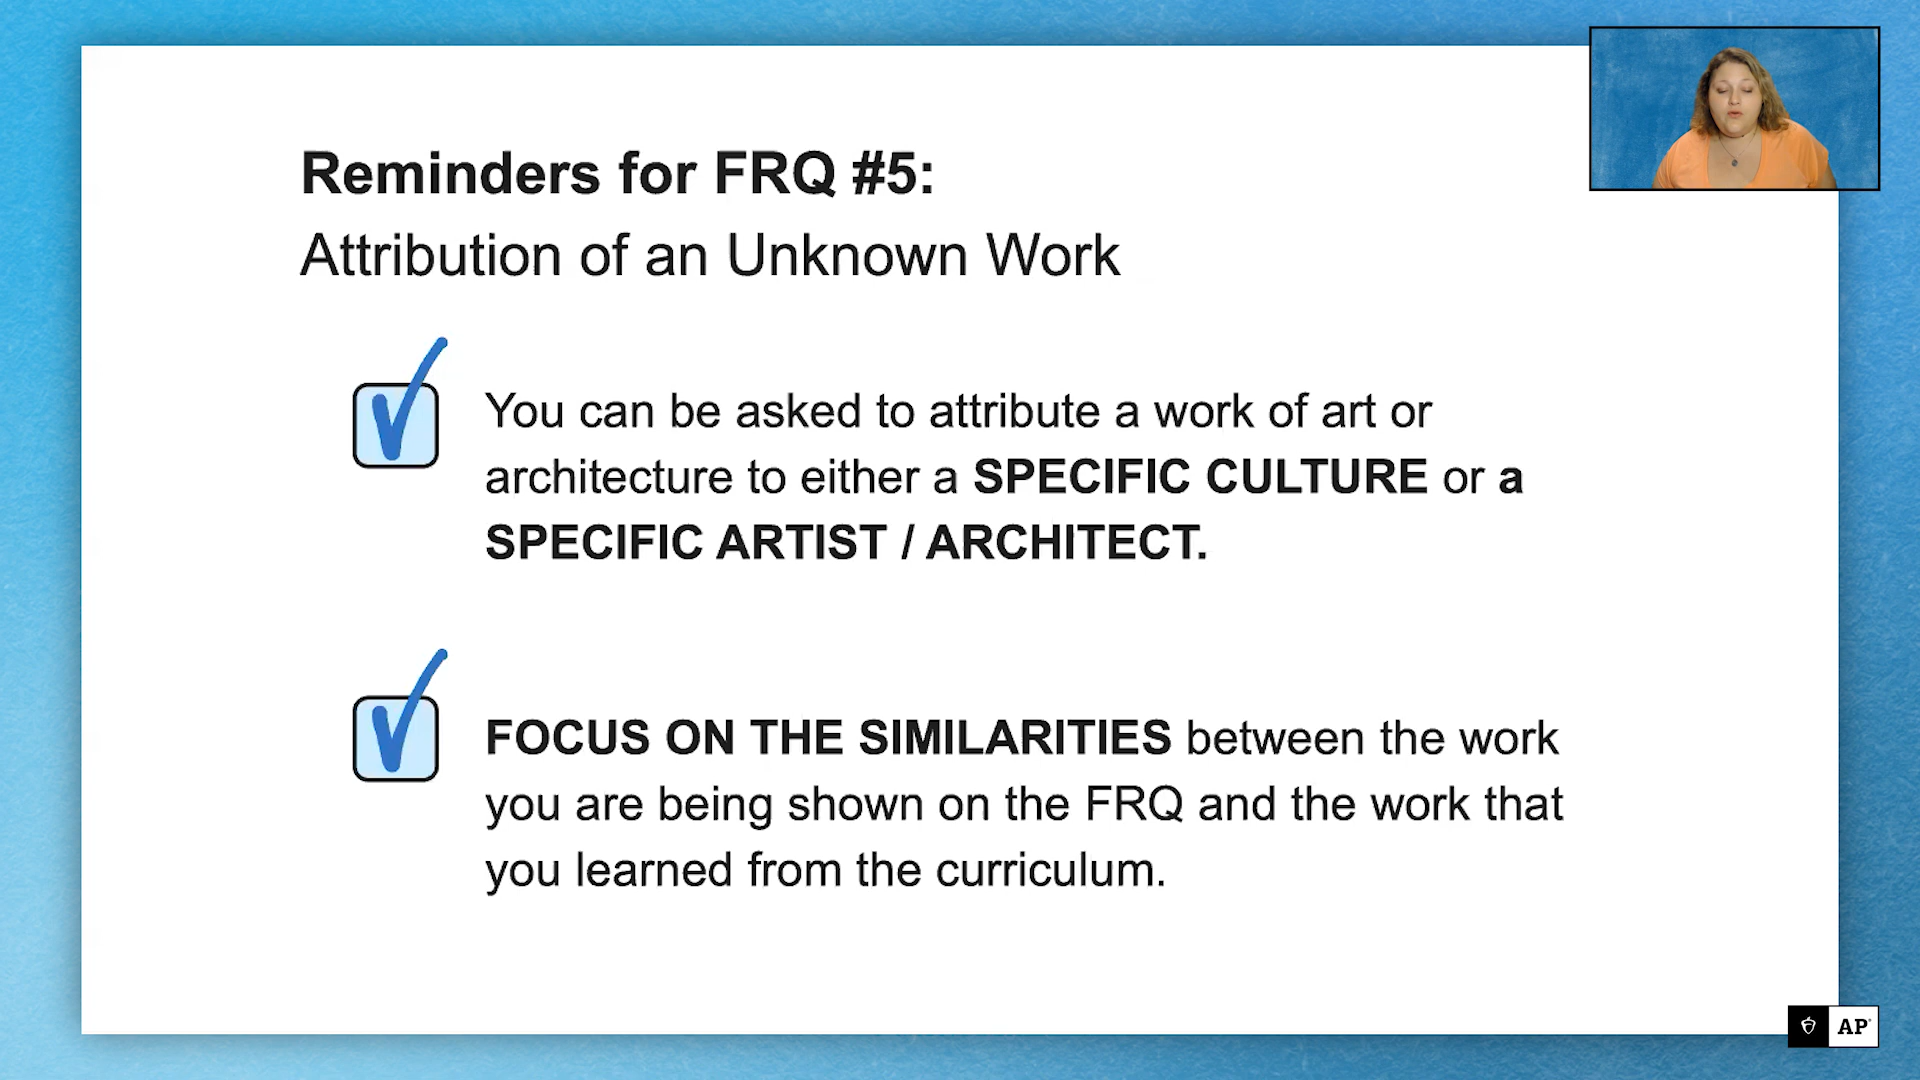 Reminders for FRQ #5:
Attribution of an Unknown Work
You can be asked to attribute a work of art or
architecture to either a SPECIFIC CULTURE or a
SPECIFIC ARTIST / ARCHITECT.
FOCUS ON THE SIMILARITIES between the work
you are being shown on the FRQ and the work that
you learned from the curriculum.
AP